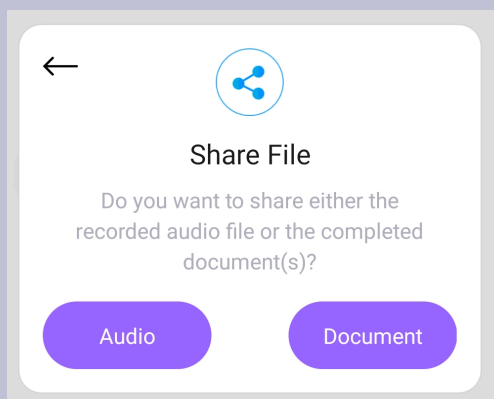 Share File
Do you want to share either the
recorded audio file or the completed
document(s)?
Audio
Document